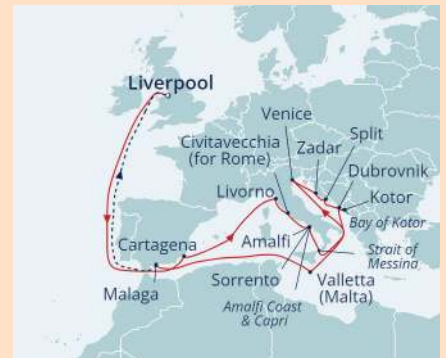 Liverpool
Venice
Split
Civitavecchia
(for Rome)
Zadar
Dubrovnik
Livorno
Kotor
Bay of Kotor
Cartagena
Amalfi
Strait of
Messina
Malaga
Sorrento
Valletta
(Malta)
Amalfi Coast
& Capri